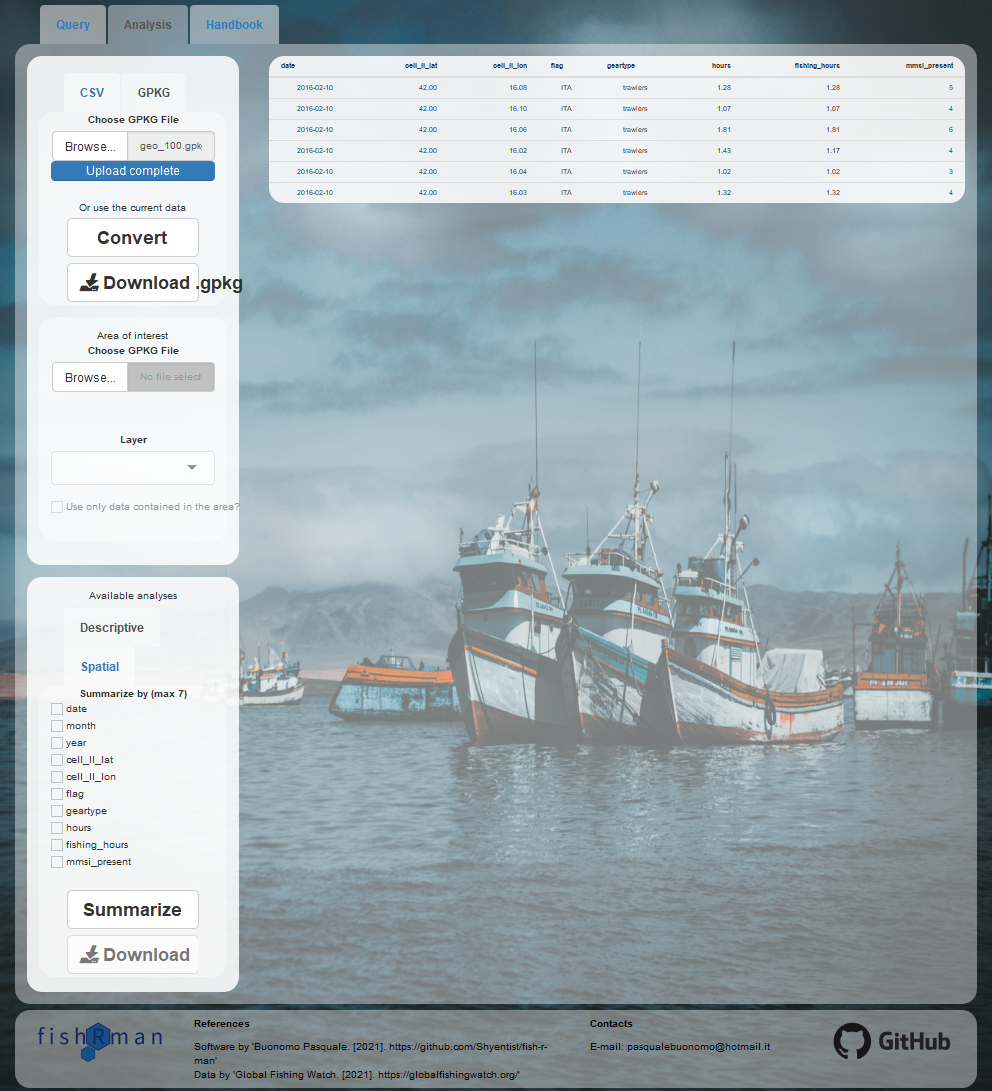 Query Analysis Handbook
CSV GPKG
Choose GPKG File
Browse... geo_100.gpk
Upload complete
Or use the current data
Convert
Download .gpkg
Area of interest
Choose GPKG File
Browse... No file select
Layer
Use only data contained in the area?
Available analyses
Descriptive
Spatial
Summarize by (max 7)
date
month
year
cell_ll_lat
cell_ll_lon
flag
geartype
hours
fishing_hours
mmsi_present
Summarize
Download
date cell_ll_lat cell_ll_lon flag geartype hours fishing_hours mmsi_present
2016-02-10 42.00 16.08 ITA trawlers 1.28 1.28 5
2016-02-10 42.00 16.10 ITA trawlers 1.07 1.07 4
2016-02-10 42.00 16.06 ITA trawlers 1.81 1.81 6
2016-02-10 42.00 16.02 ITA trawlers 1.43 1.17 4
2016-02-10 42.00 16.04 ITA trawlers 1.02 1.02 3
2016-02-10 42.00 16.03 ITA trawlers 1.32 1.32 4
fishRman
References
Software by 'Buonomo Pasquale. [2021]. https://github.com/Shyentist/fish-r-
man'
Data by 'Global Fishing Watch. [2021]. https://globalfishingwatch.org/'
Contacts
E-mail: pasqualebuonomo@hotmail.it
GitHub